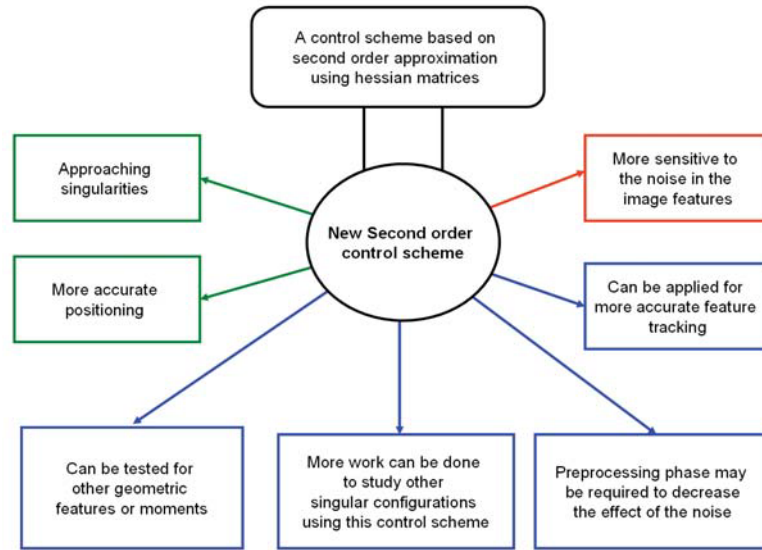 A control scheme based on
second order approximation
using hessian matrices
Approaching
singularities
More sensitive to
the noise in the
image features
New Second order
control scheme
More accurate
positioning
Can be applied for
more accurate feature
tracking
Can be tested for
other geometric
features or moments
More work can be done
to study other
singular configurations
using this control scheme
Preprocessing phase may
be required to decrease
the effect of the noise